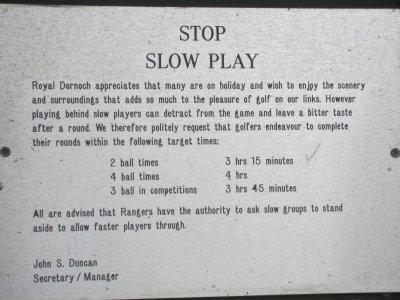 STOP
SLOW PLAY
Royal Dornoch appreciates that many are on holiday and wish to enjoy the scenery
and surroundings that adds so much to the pleasure of golf on our links. However
playing behind slow players can detract from the game and leave a bitter taste
after a round. We therefore politely request that golfers endeavour to complete
their rounds within the following target times:
2 ball times 3 hrs 15 minutes
4 ball times 4 hrs
3 ball in competitions 3 hrs 45 minutes
All are advised that Rangers have the authority to ask slow groups to stand
aside to allow faster players through.
John S. Duncan
Secretary / Manager